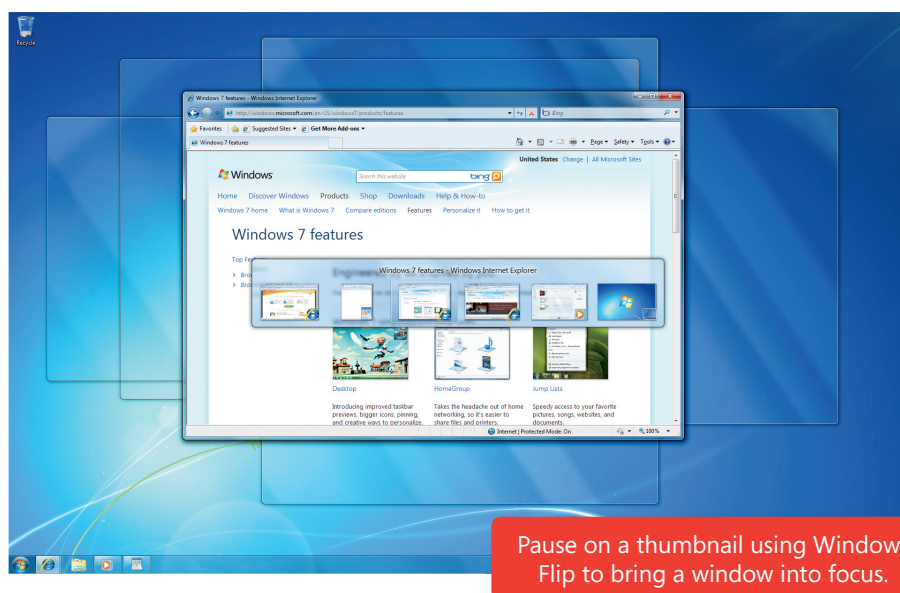 Recycle
Windows 7 features - Windows Internet Explorer
http://windows.microsoft.com/en-US/windows7/products/features
Bing
Favorites Suggested Sites Get More Add-ons
Windows 7 features
Page Safety Tools
United States Change | All Microsoft Sites
Windows Search this website bing
Home Discover Windows Products Shop Downloads Help & How-to
Windows 7 home What is Windows 7 Compare editions Features Personalize it How to get it
Windows 7 features
Top Fe
Windows 7 features - Windows Internet Explorer
> Bro
> Bro
Desktop HomeGroup Jump Lists
Introducing improved taskbar Takes the headache out of home Speedy access to your favorite
previews, bigger icons, pinning, networking, so it's easier to pictures, songs, websites, and
and creative ways to personalize. share files and printers. documents.
Internet | Protected Mode: On 100%
Pause on a thumbnail using Window
Flip to bring a window into focus.